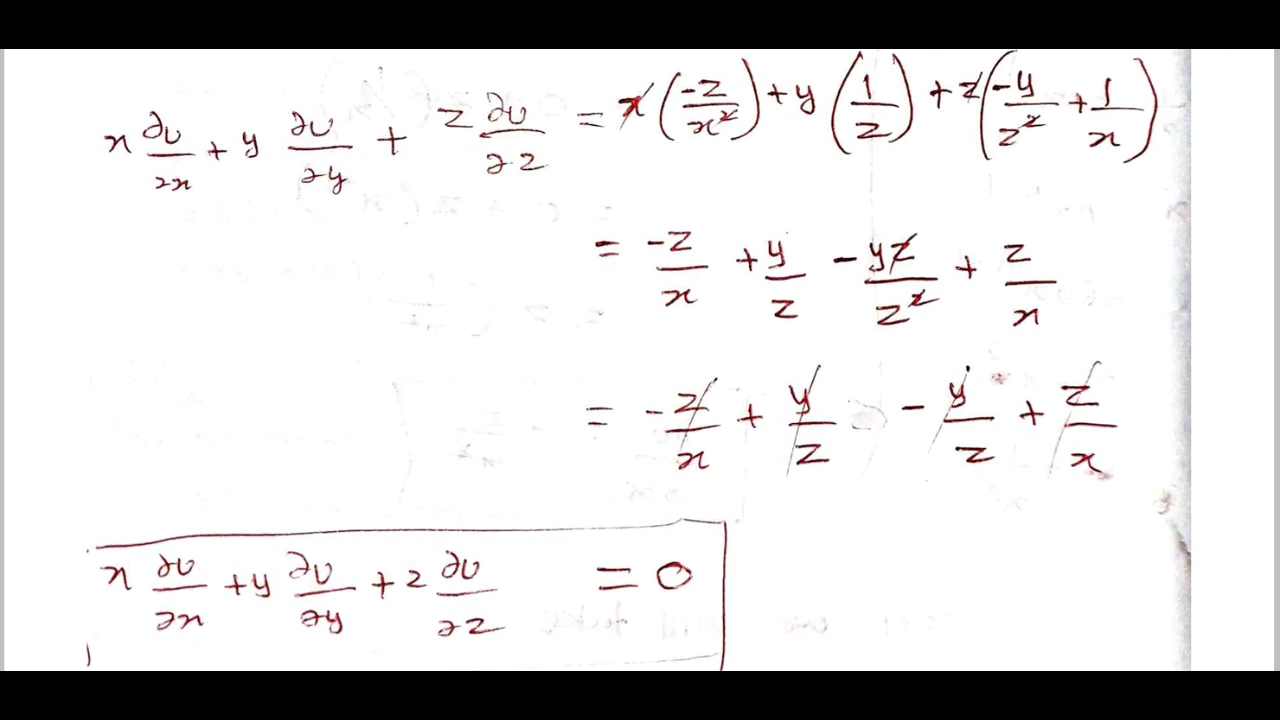 x ∂u/∂x + y ∂u/∂y + z ∂u/∂z = x(-z/x²) + y(1/z) + z(-y/z² + 1/x)
= -z/x + y/z - yz/z² + z/x
= -z/x + y/z - y/z + z/x
x ∂u/∂x + y ∂u/∂y + z ∂u/∂z = 0